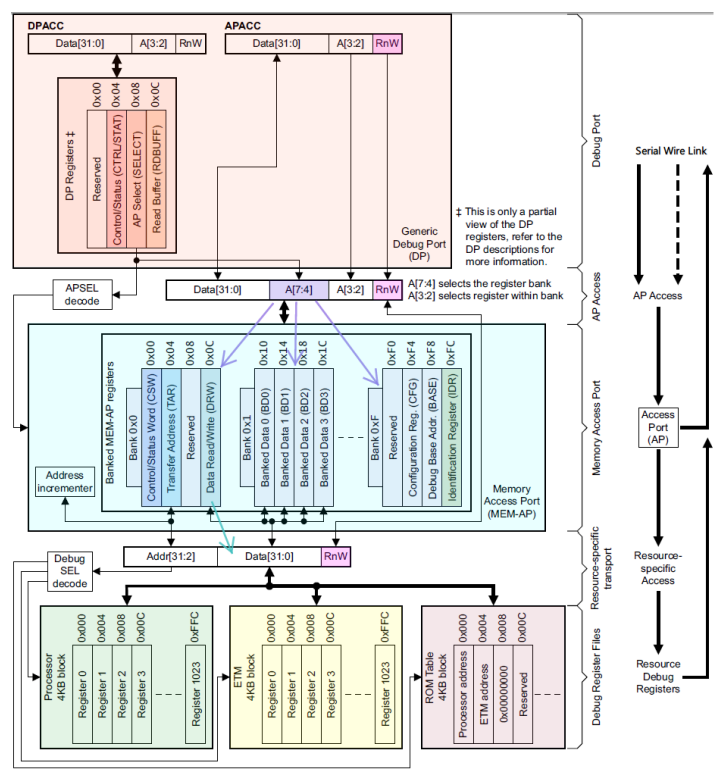 DPACC
APACC
Data[31:0] A[3:2] RnW
Data[31:0] A[3:2] RnW
DP Registers ‡
0x00
0x04
0x08
0x0C
Reserved
Control/Status (CTRL/STAT)
AP Select (SELECT)
Read Buffer (RDBUFF)
‡ This is only a partial
view of the DP
registers, refer to the
DP descriptions for
more information.
Generic
Debug Port
(DP)
Debug Port
APSEL
decode
Data[31:0] A[7:4] A[3:2] RnW
A[7:4] selects the register bank
A[3:2] selects register within bank
AP Access
Banked MEM-AP registers
Bank 0x0
0x00
0x04
0x08
0x0C
Control/Status Word (CSW)
Transfer Address (TAR)
Reserved
Data Read/Write (DRW)
Bank 0x1
0x10
0x14
0x18
0x1C
Banked Data 0 (BD0)
Banked Data 1 (BD1)
Banked Data 2 (BD2)
Banked Data 3 (BD3)
Bank 0xF
0xF0
0xF4
0xF8
0xFC
Reserved
Configuration Reg. (CFG)
Debug Base Addr. (BASE)
Identification Register (IDR)
Address
incrementer
Memory
Access Port
(MEM-AP)
Memory Access Port
Debug
SEL
decode
Addr[31:2] Data[31:0] RnW
Resource-specific
transport
Processor
4KB block
0x000
0x004
0x008
0x00C
0xFFC
Register 0
Register 1
Register 2
Register 3
Register 1023
ETM
4KB block
0x000
0x004
0x008
0x00C
0xFFC
Register 0
Register 1
Register 2
Register 3
Register 1023
ROM Table
4KB block
0x000
0x004
0x008
0x00C
Processor address
ETM address
0x00000000
Reserved
Debug Register Files
Serial Wire Link
AP Access
Access
Port
(AP)
Resource-
specific
Access
Resource
Debug
Registers